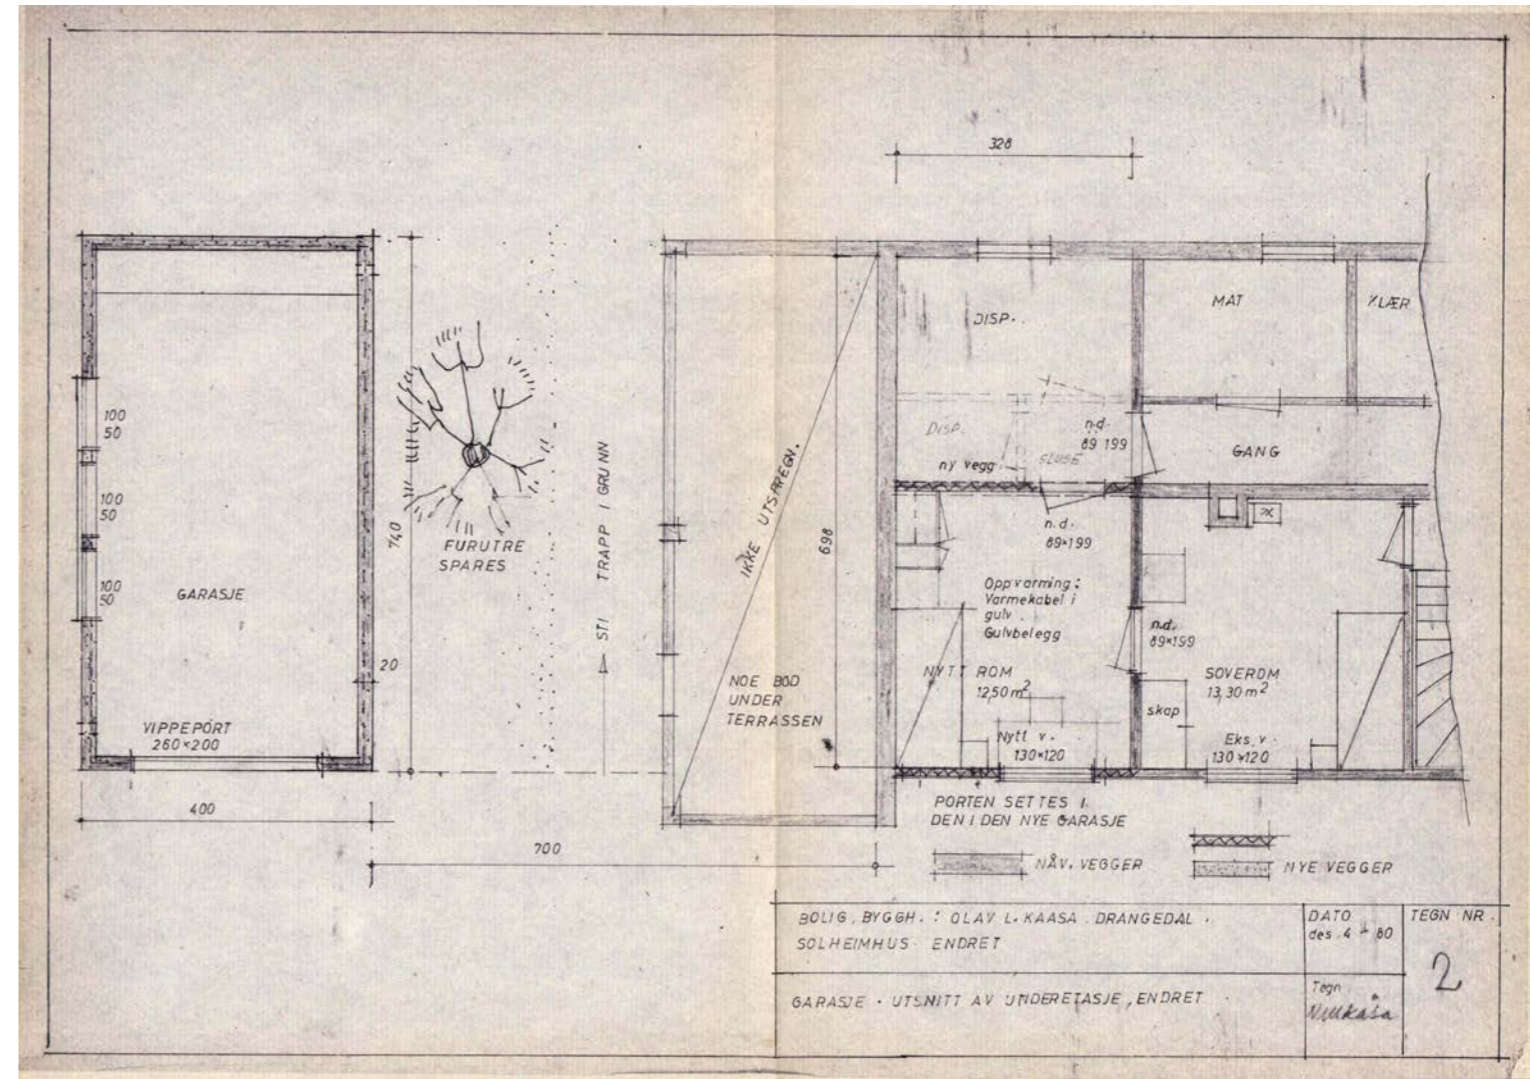 328
DISP.
MAT
KLÆR
100
50
DISP.
n.d.
89 199
GANG
ny vegg
SLUSE
100
50
740
FURUTRE
SPARES
STI TRAPP I GRUNN
IKKE UTSPREGN.
698
n.d.
89×199
Oppvarming:
Varmekabel i
gulv.
Gulvbelegg
100
50
GARASJE
n.d.
89×199
20
NOE BOD
UNDER
TERRASSEN
NYTT ROM
12,50 m²
SOVEROM
13,30 m²
skap
VIPPEPORT
260×200
Nytt v.
130×120
Eks. v.
130×120
400
PORTEN SETTES I
DEN I DEN NYE GARASJE
700
NÅV. VEGGER
NYE VEGGER
BOLIG, BYGGH. : OLAV L. KAASA DRANGEDAL.
SOLHEIMHUS ENDRET
DATO
des. 4 - 80
TEGN NR.
2
GARASJE . UTSNITT AV UNDERETASJE, ENDRET
Tegn